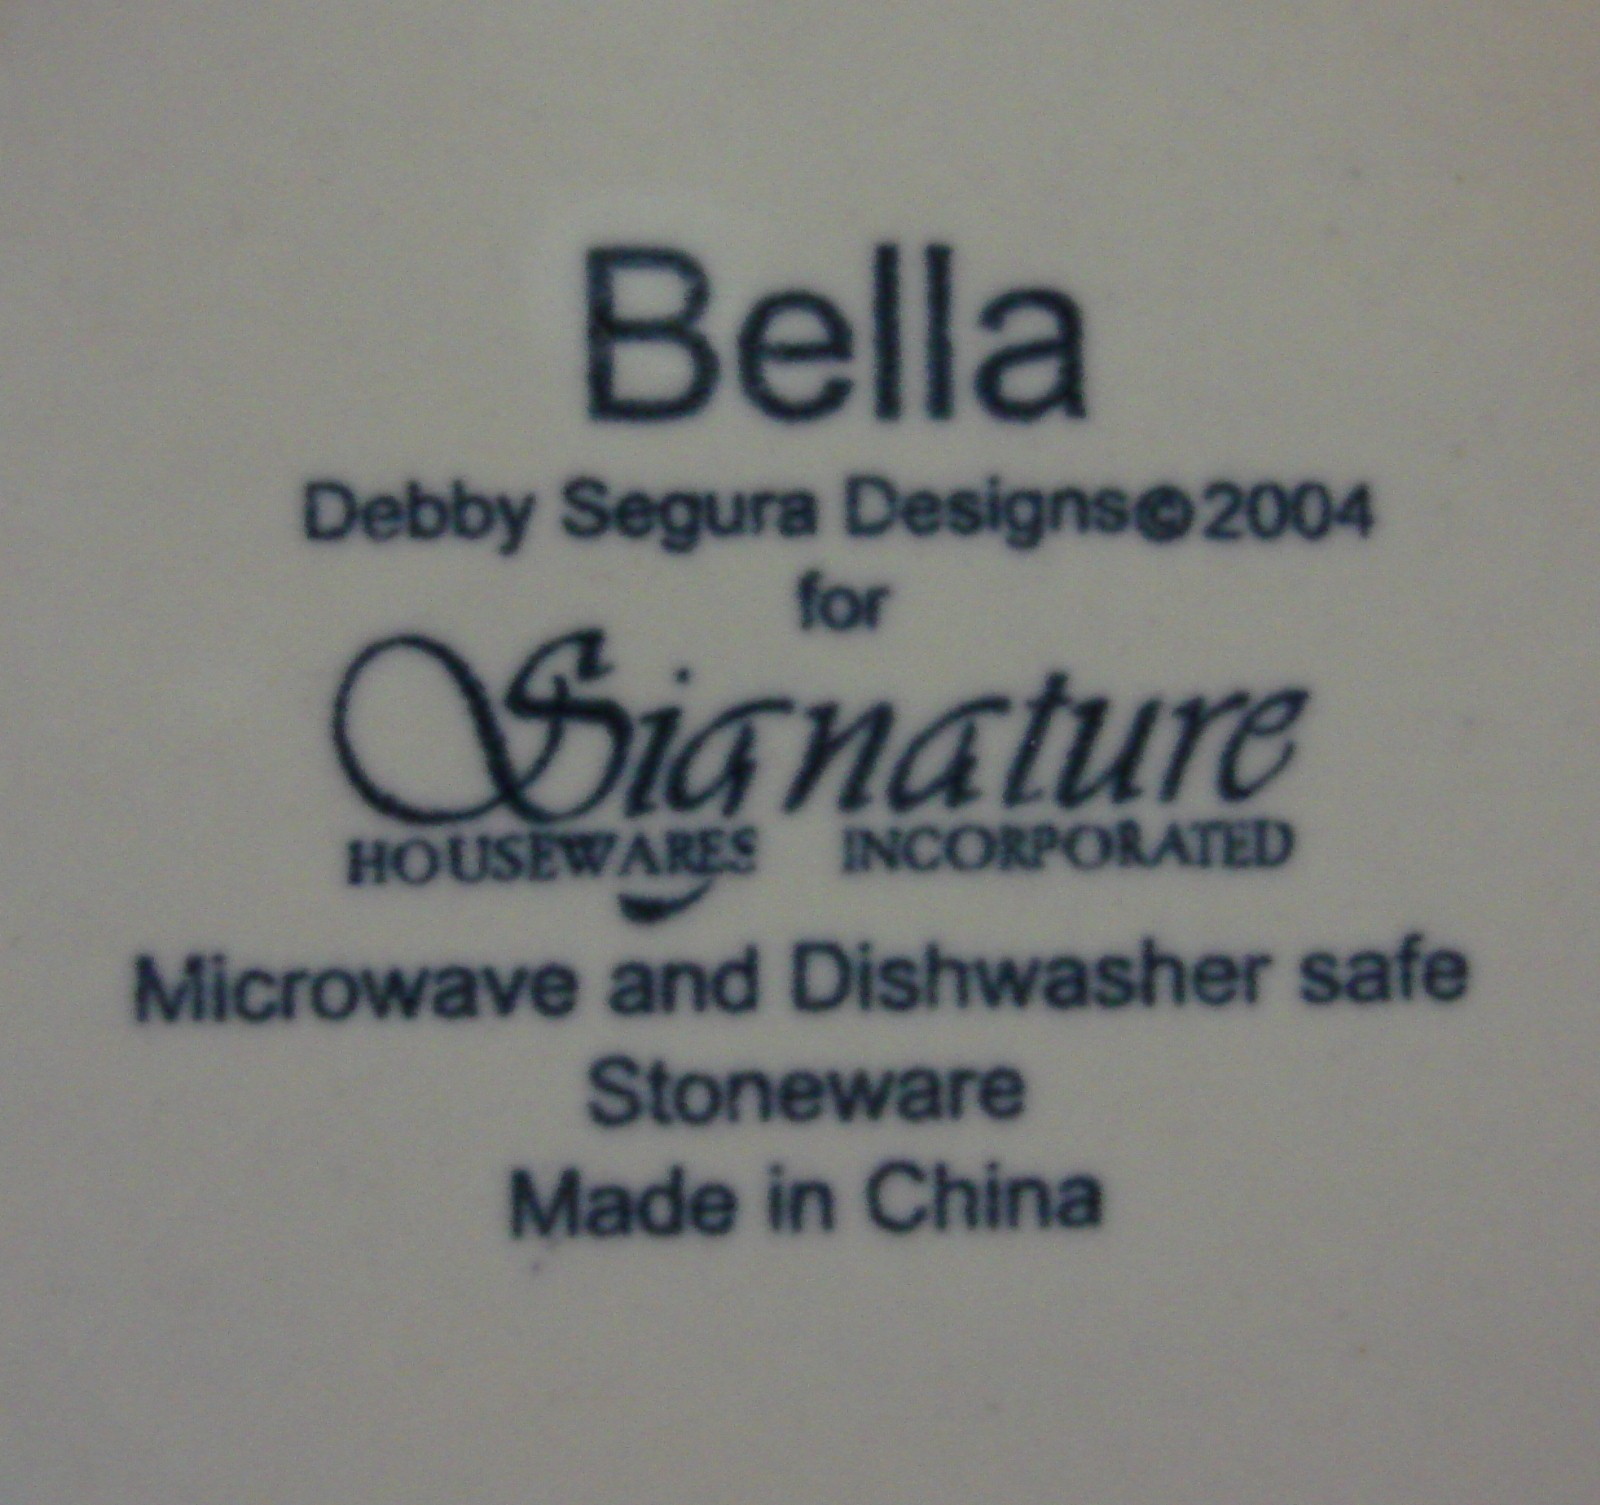 Bella
Debby Segura Designs©2004
for
Signature
HOUSEWARES INCORPORATED
Microwave and Dishwasher safe
Stoneware
Made in China